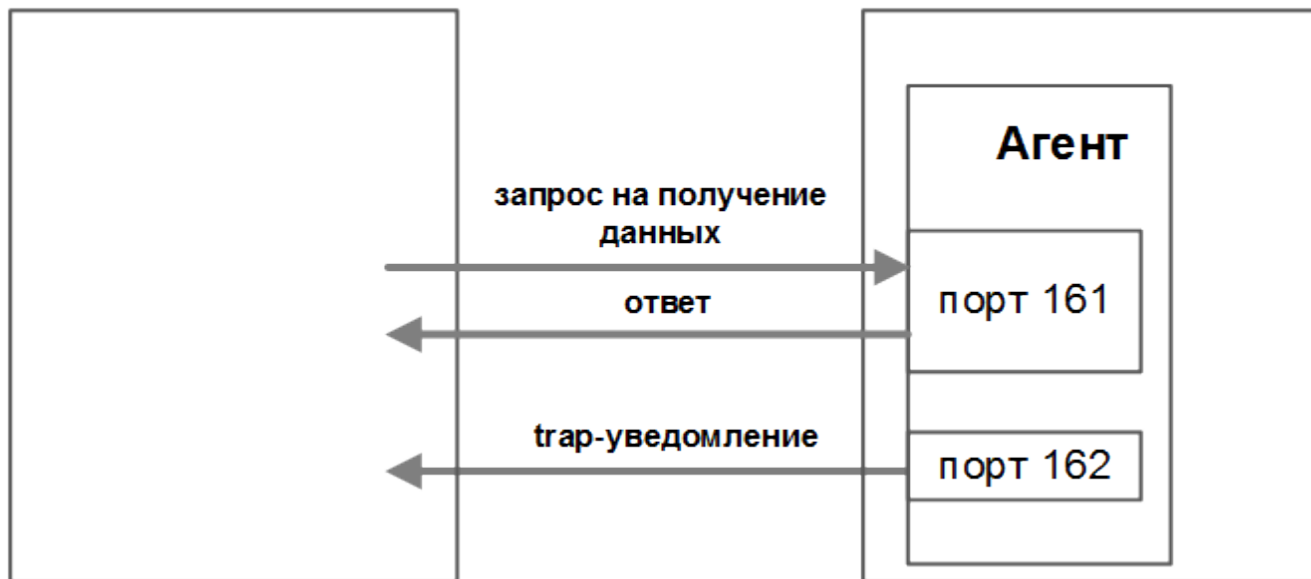 Агент
запрос на получение
данных
порт 161
ответ
trap-уведомление
порт 162